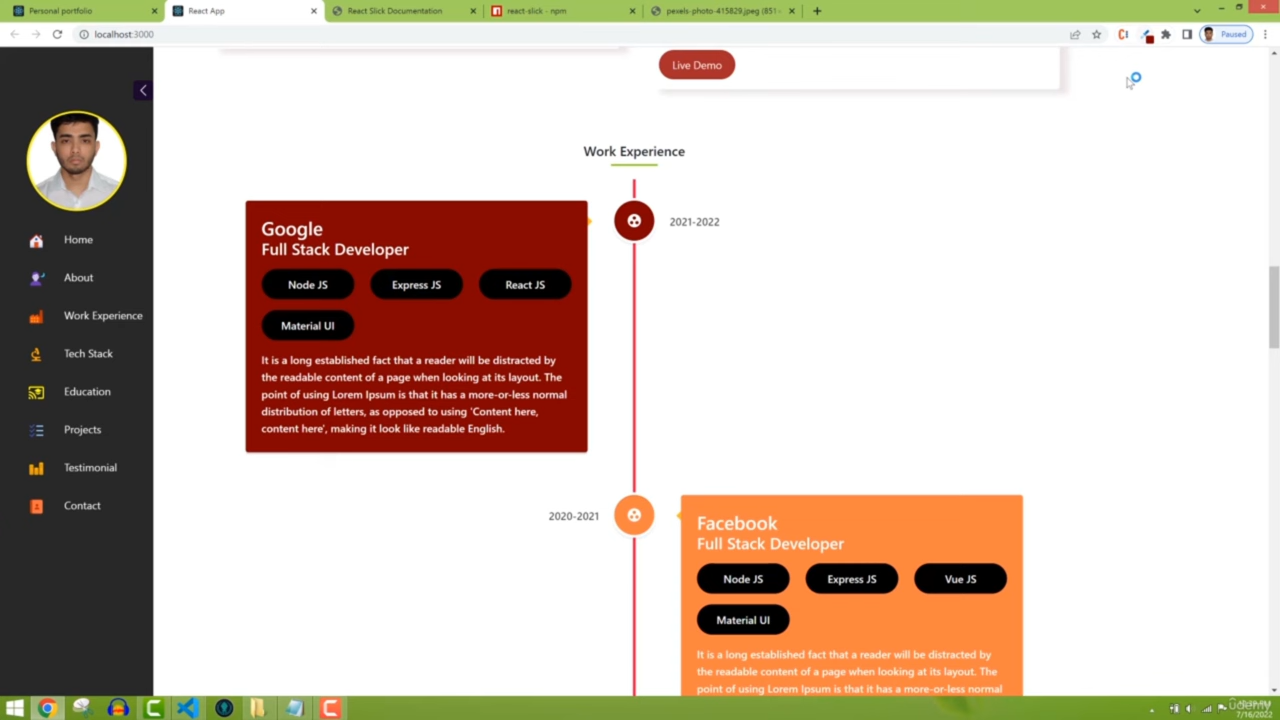 Personal portfolio
React App
React Slick Documentation
react-slick - npm
pexels-photo-415829.jpeg (851×
localhost:3000
Paused
Live Demo
Work Experience
Home
About
Work Experience
Tech Stack
Education
Projects
Testimonial
Contact
Google
Full Stack Developer
Node JS
Express JS
React JS
Material UI
It is a long established fact that a reader will be distracted by
the readable content of a page when looking at its layout. The
point of using Lorem Ipsum is that it has a more-or-less normal
distribution of letters, as opposed to using 'Content here,
content here', making it look like readable English.
2021-2022
2020-2021
Facebook
Full Stack Developer
Node JS
Express JS
Vue JS
Material UI
It is a long established fact that a reader will be distracted by
the readable content of a page when looking at its layout. The
point of using Lorem Ipsum is that it has a more-or-less normal
7/16/2022
Udemy